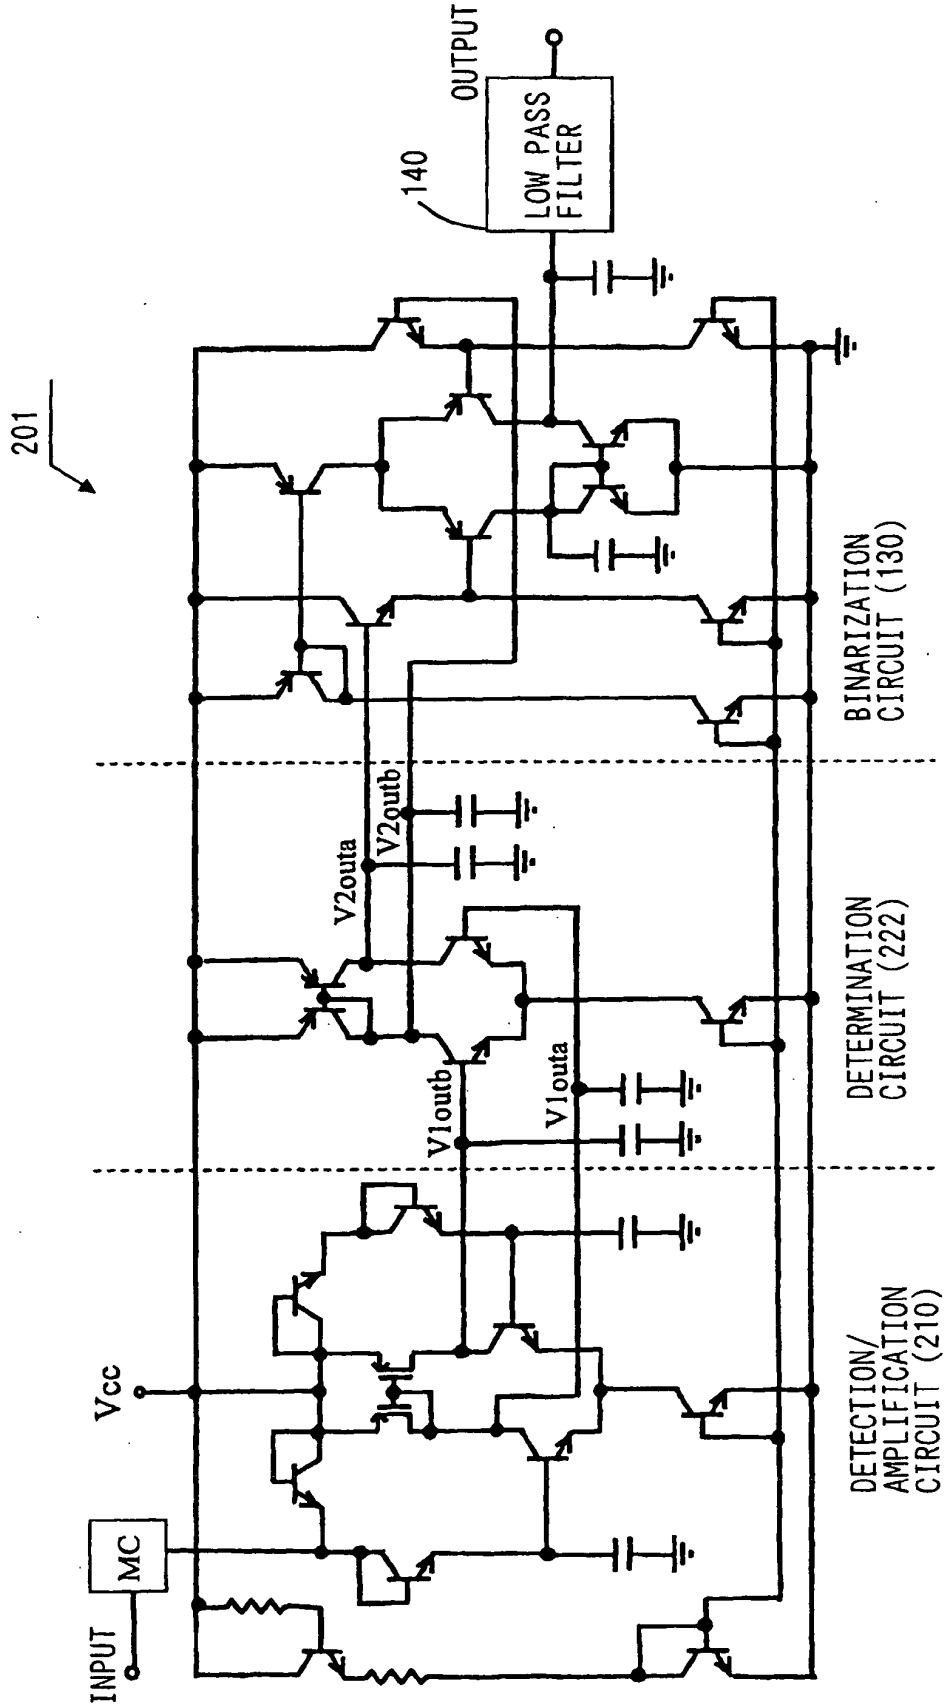 201
INPUT
MC
Vcc
V1outb
V1outa
V2outa
V2outb
140
LOW PASS
FILTER
OUTPUT
DETECTION/
AMPLIFICATION
CIRCUIT (210)
DETERMINATION
CIRCUIT (222)
BINARIZATION
CIRCUIT (130)